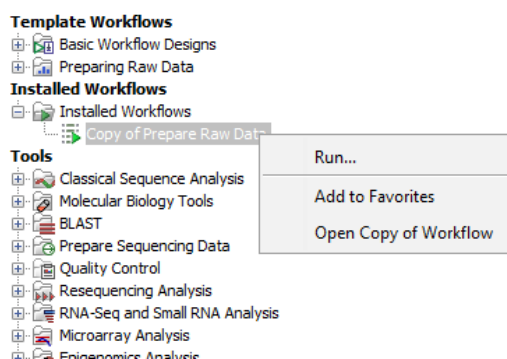 Template Workflows
Basic Workflow Designs
Preparing Raw Data
Installed Workflows
Installed Workflows
Copy of Prepare Raw Data
Run...
Add to Favorites
Open Copy of Workflow
Tools
Classical Sequence Analysis
Molecular Biology Tools
BLAST
Prepare Sequencing Data
Quality Control
Resequencing Analysis
RNA-Seq and Small RNA Analysis
Microarray Analysis
Epigenomics Analysis